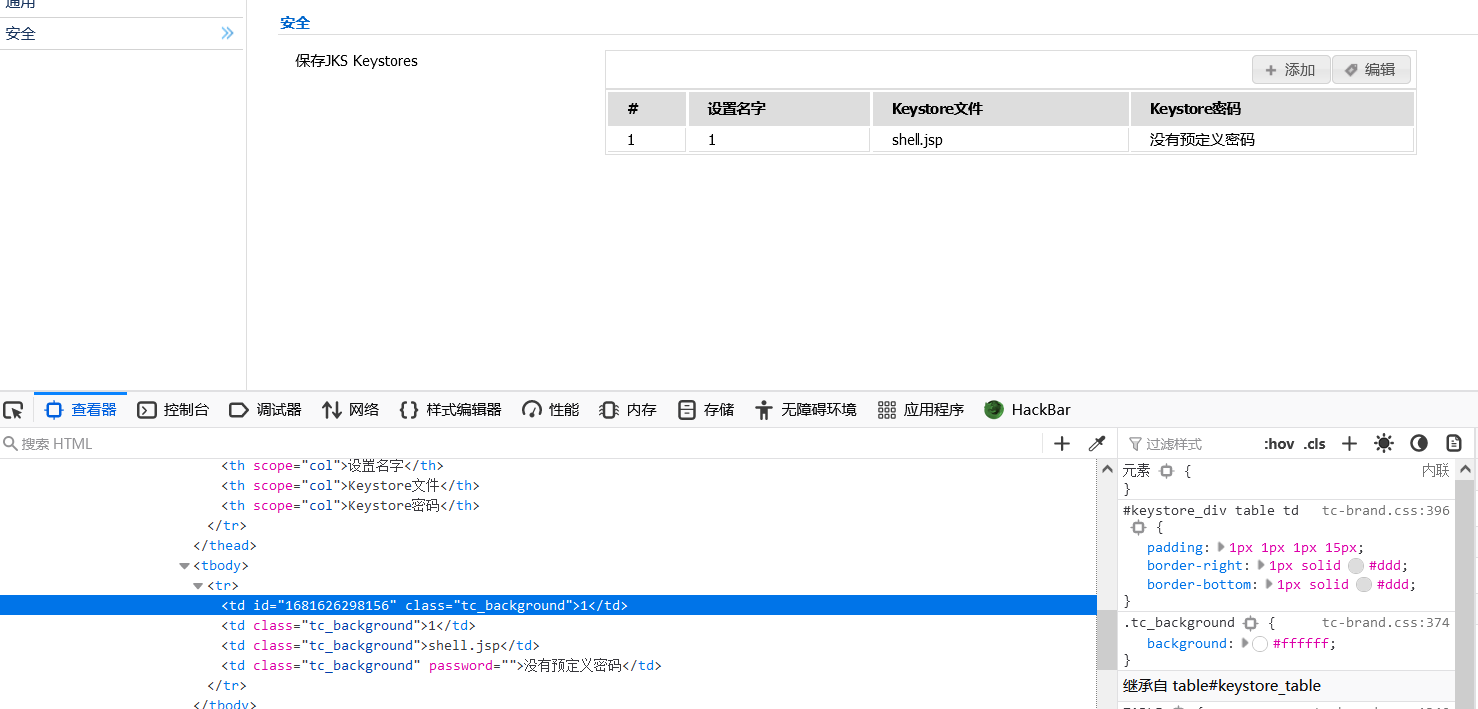 通用
安全
安全
保存JKS Keystores
添加 编辑
# 设置名字 Keystore文件 Keystore密码
1 1 shell.jsp 没有预定义密码
查看器 控制台 调试器 网络 样式编辑器 性能 内存 存储 无障碍环境 应用程序 HackBar
搜索 HTML
<th scope="col">设置名字</th>
<th scope="col">Keystore文件</th>
<th scope="col">Keystore密码</th>
</tr>
</thead>
<tbody>
<tr>
<td id="1681626298156" class="tc_background">1</td>
<td class="tc_background">1</td>
<td class="tc_background">shell.jsp</td>
<td class="tc_background" password="">没有预定义密码</td>
</tr>
</tbody>
过滤样式 :hov .cls
元素 { 内联
}
#keystore_div table td tc-brand.css:396
{
padding: 1px 1px 1px 15px;
border-right: 1px solid #ddd;
border-bottom: 1px solid #ddd;
}
.tc_background { tc-brand.css:374
background: #ffffff;
}
继承自 table#keystore_table